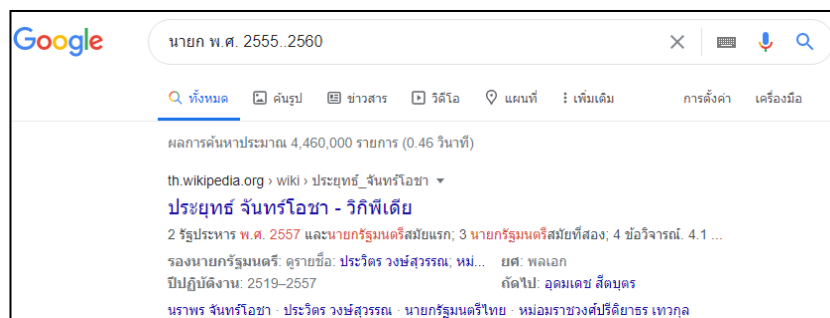 Google นายก พ.ศ. 2555..2560
ทั้งหมด ค้นรูป ข่าวสาร วิดีโอ แผนที่ เพิ่มเติม การตั้งค่า เครื่องมือ
ผลการค้นหาประมาณ 4,460,000 รายการ (0.46 วินาที)
th.wikipedia.org › wiki › ประยุทธ์_จันทร์โอชา
ประยุทธ์ จันทร์โอชา - วิกิพีเดีย
2 รัฐประหาร พ.ศ. 2557 และนายกรัฐมนตรีสมัยแรก; 3 นายกรัฐมนตรีสมัยที่สอง; 4 ข้อวิจารณ์. 4.1 ...
รองนายกรัฐมนตรี: ดูรายชื่อ: ประวิตร วงษ์สุวรรณ; หม่... ยศ: พลเอก
ปีปฏิบัติงาน: 2519–2557 ถัดไป: อุดมเดช สีตบุตร
นราพร จันทร์โอชา · ประวิตร วงษ์สุวรรณ · นายกรัฐมนตรีไทย · หม่อมราชวงศ์ปรีดิยาธร เทวกุล